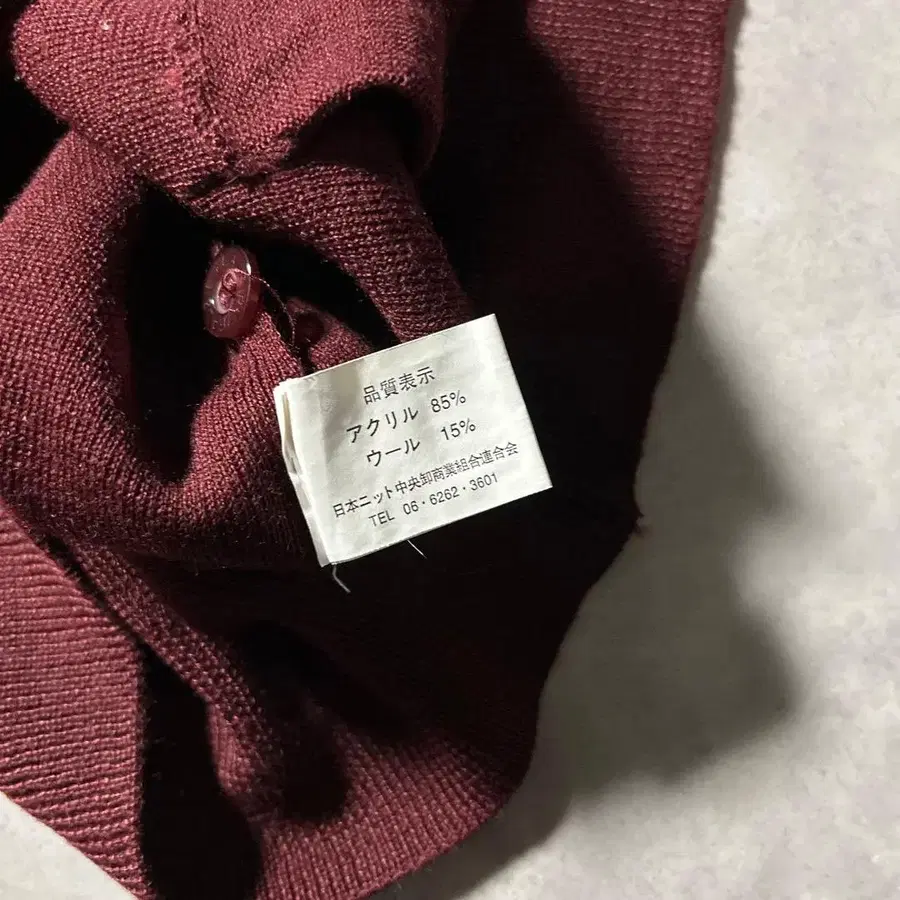 品質表示
アクリル 85%
ウール 15%
日本ニット中央卸商業組合連合会
TEL 06・6262・3601